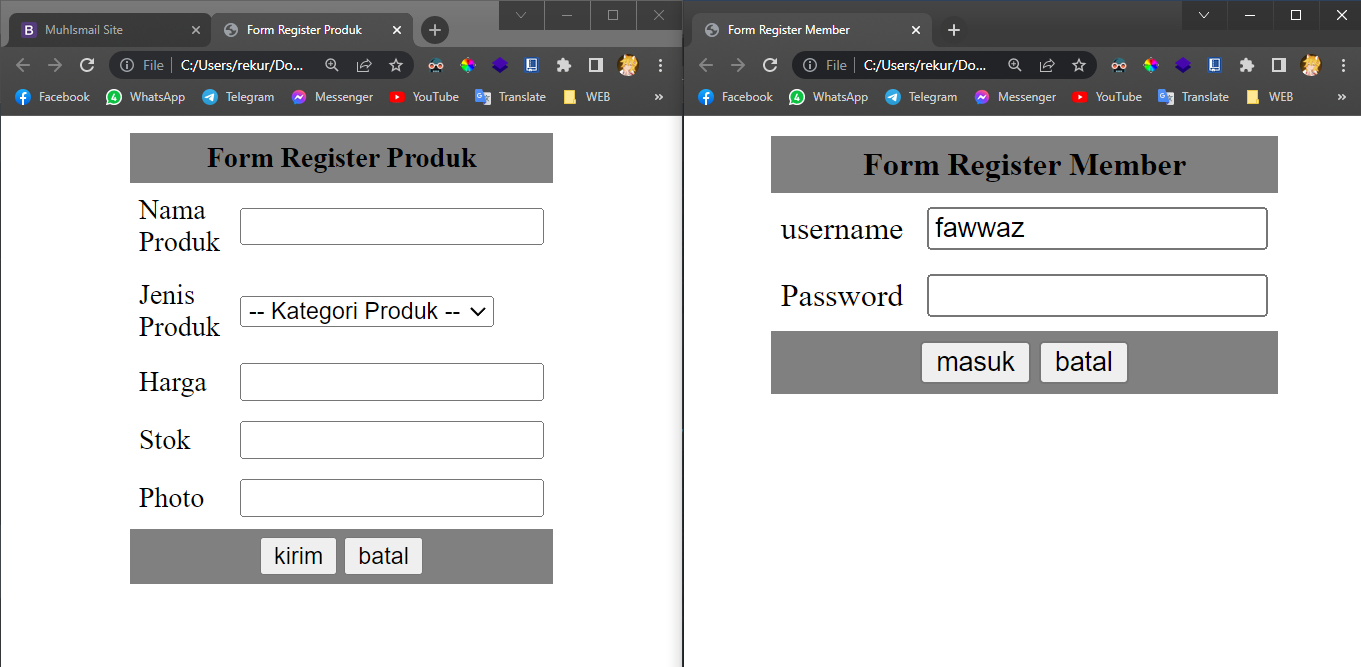 MuhIsmail Site
Form Register Produk
File
C:/Users/rekur/Do...
Facebook
WhatsApp
Telegram
Messenger
YouTube
Translate
WEB
»
Form Register Produk
Nama
Produk
Jenis
Produk
-- Kategori Produk --
Harga
Stok
Photo
kirim
batal
Form Register Member
File
C:/Users/rekur/Do...
Facebook
WhatsApp
Telegram
Messenger
YouTube
Translate
WEB
»
Form Register Member
username
fawwaz
Password
masuk
batal